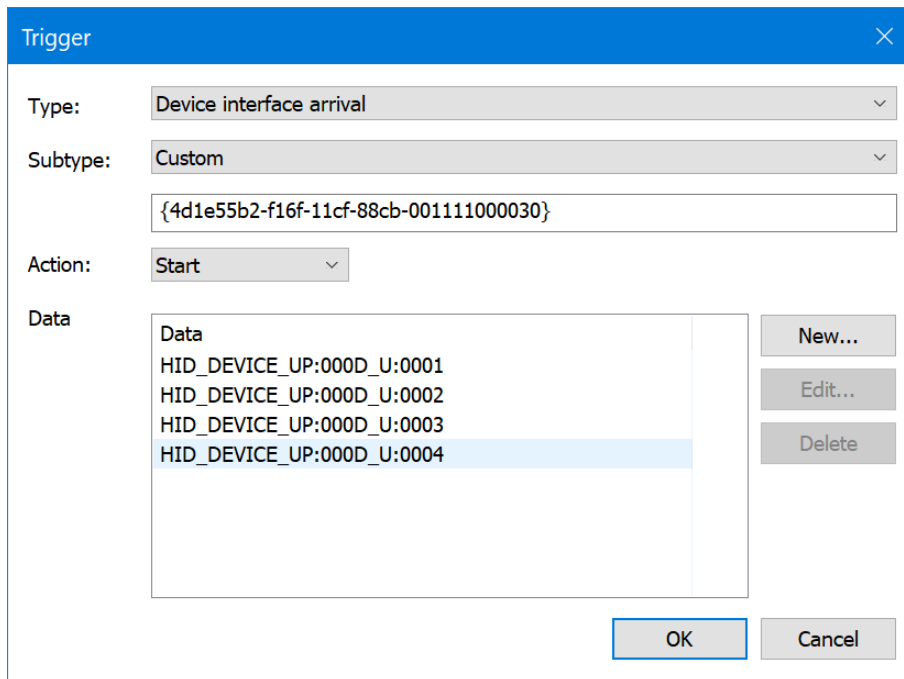 Trigger
Type: Device interface arrival
Subtype: Custom
{4d1e55b2-f16f-11cf-88cb-001111000030}
Action: Start
Data
Data
HID_DEVICE_UP:000D_U:0001
HID_DEVICE_UP:000D_U:0002
HID_DEVICE_UP:000D_U:0003
HID_DEVICE_UP:000D_U:0004
New...
Edit...
Delete
OK
Cancel